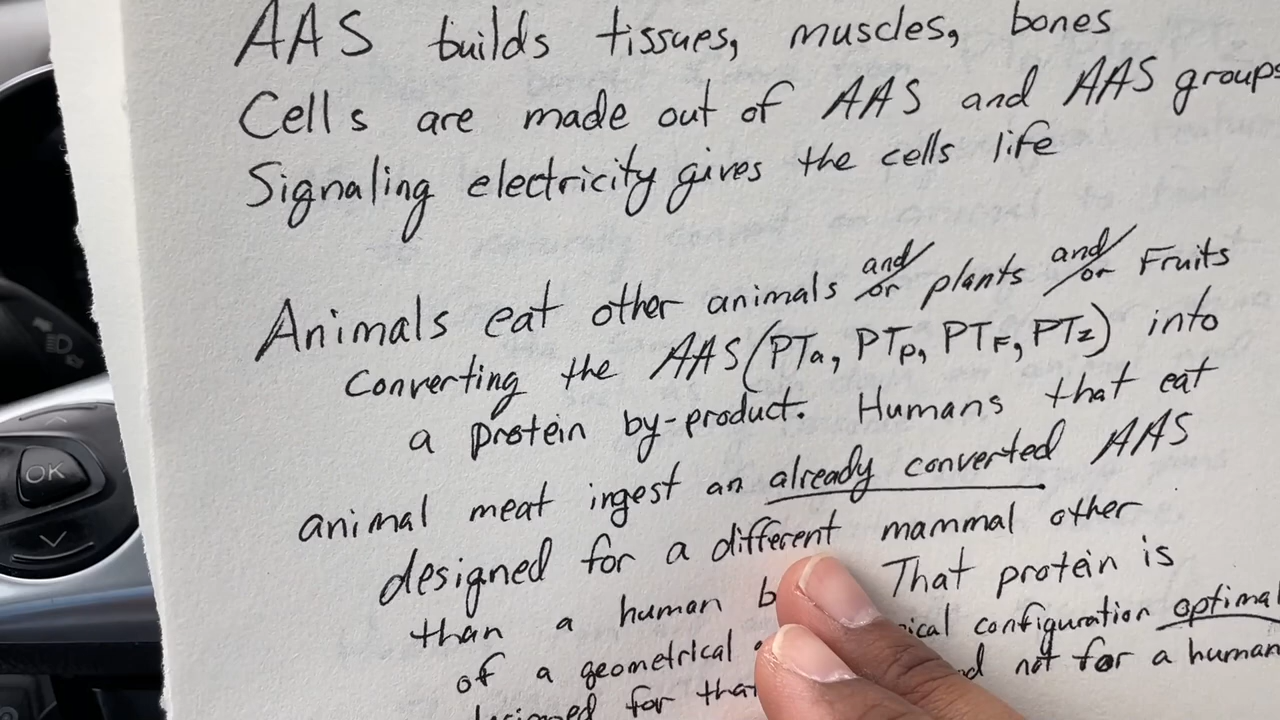 AAS builds tissues, muscles, bones
Cells are made out of AAS and AAS groups
Signaling electricity gives the cells life
Animals eat other animals and/or plants and/or Fruits
converting the AAS (PTa, PTp, PTF, PTz) into
a protein by-product. Humans that eat
animal meat ingest an already converted AAS
designed for a different mammal other
than a human That protein is
of a geometrical configuration optimal
designed for not for a human
OK